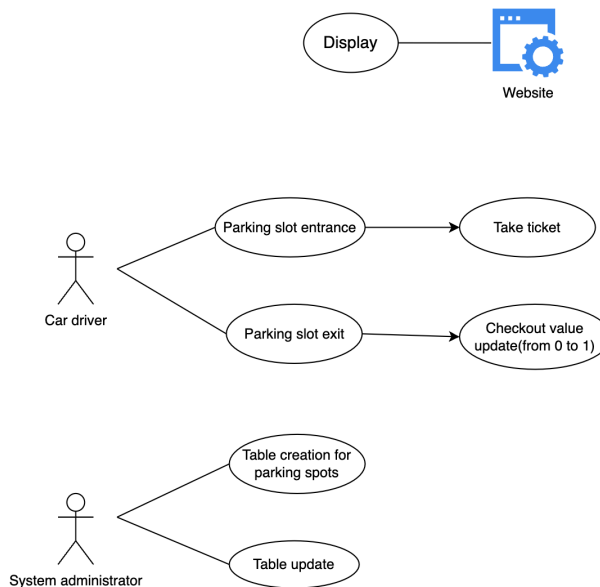 Display
Website
Parking slot entrance
Take ticket
Car driver
Parking slot exit
Checkout value
update(from 0 to 1)
Table creation for
parking spots
System administrator
Table update